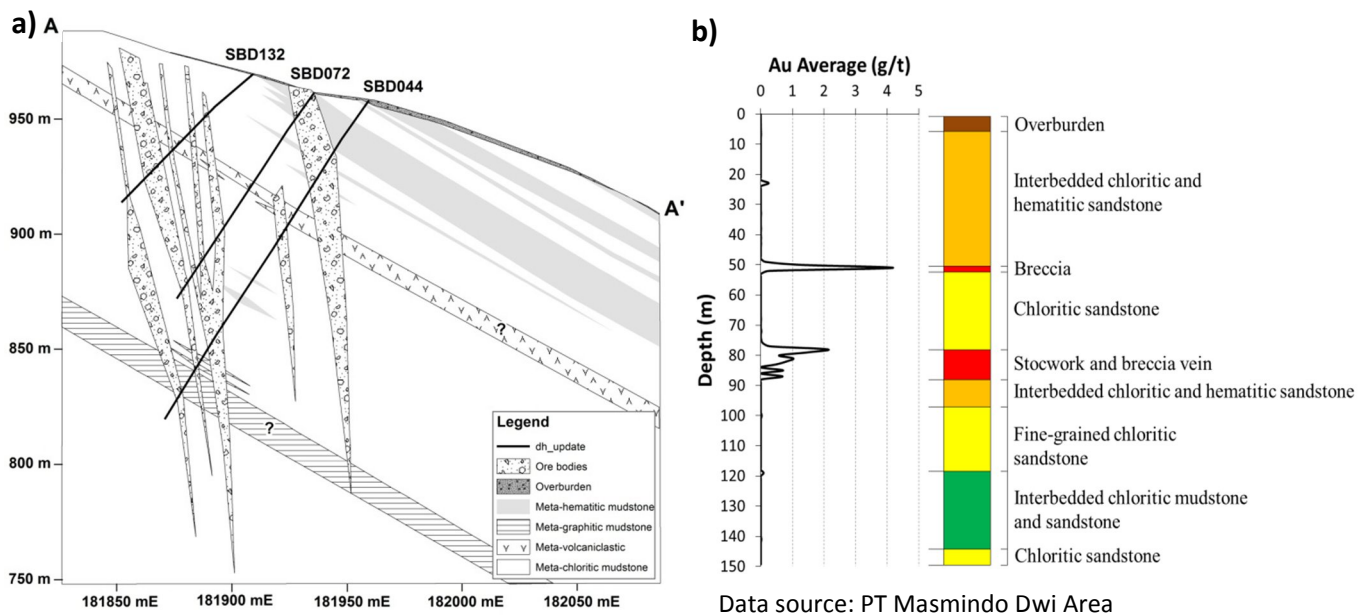 a)
A
SBD132
SBD072
SBD044
950 m
900 m
850 m
800 m
750 m
A'
?
?
Legend
dh_update
Ore bodies
Overburden
Meta-hematitic mudstone
Meta-graphitic mudstone
Meta-volcaniclastic
Meta-chloritic mudstone
181850 mE
181900 mE
181950 mE
182000 mE
182050 mE
b)
Au Average (g/t)
0 1 2 3 4 5
Depth (m)
0
10
20
30
40
50
60
70
80
90
100
110
120
130
140
150
Overburden
Interbedded chloritic and
hematitic sandstone
Breccia
Chloritic sandstone
Stocwork and breccia vein
Interbedded chloritic and hematitic sandstone
Fine-grained chloritic
sandstone
Interbedded chloritic mudstone
and sandstone
Chloritic sandstone
Data source: PT Masmindo Dwi Area